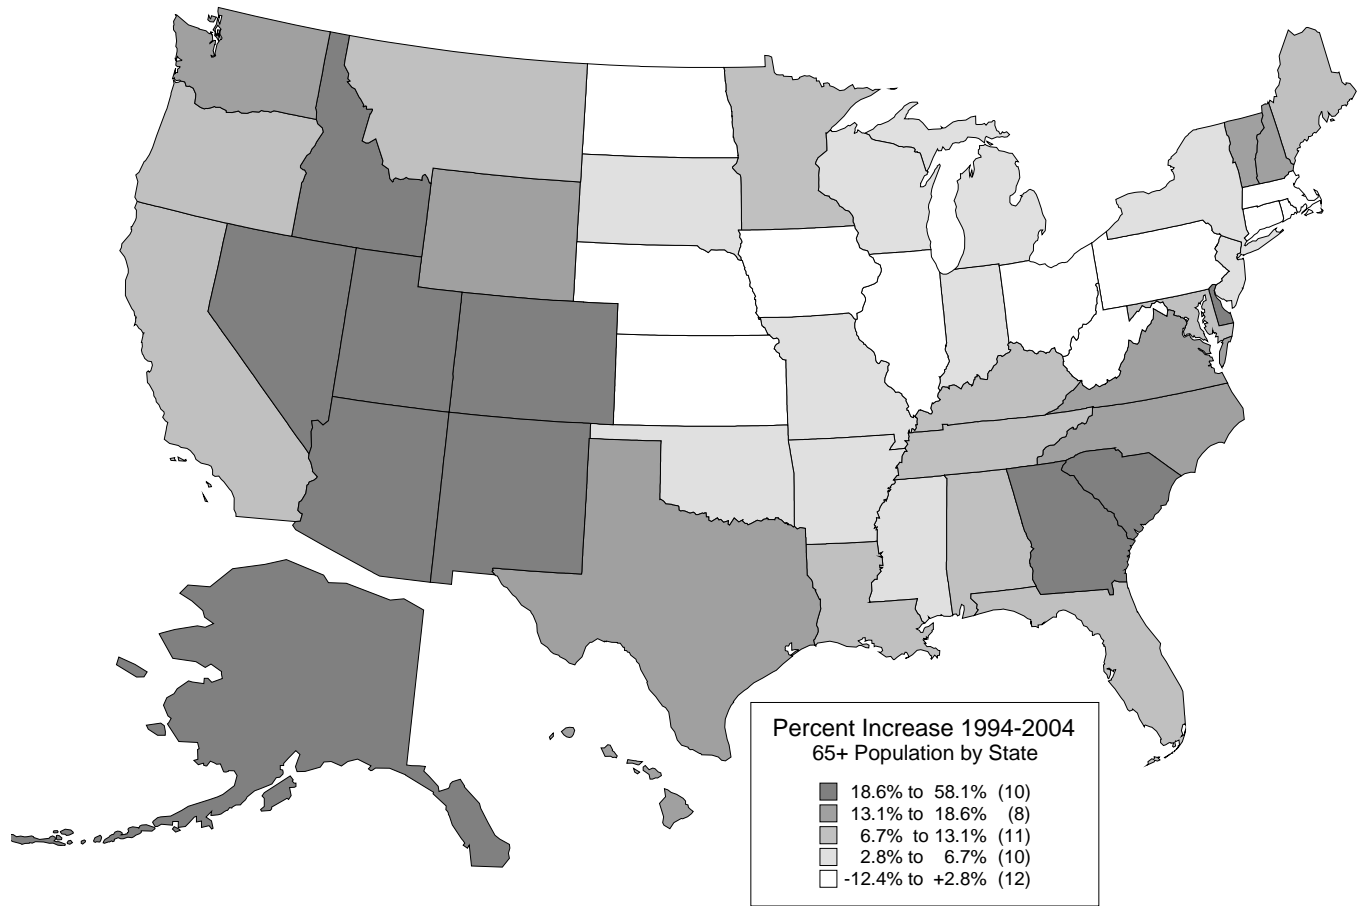 Percent Increase 1994-2004
65+ Population by State
18.6% to 58.1% (10)
13.1% to 18.6% (8)
6.7% to 13.1% (11)
2.8% to 6.7% (10)
-12.4% to +2.8% (12)